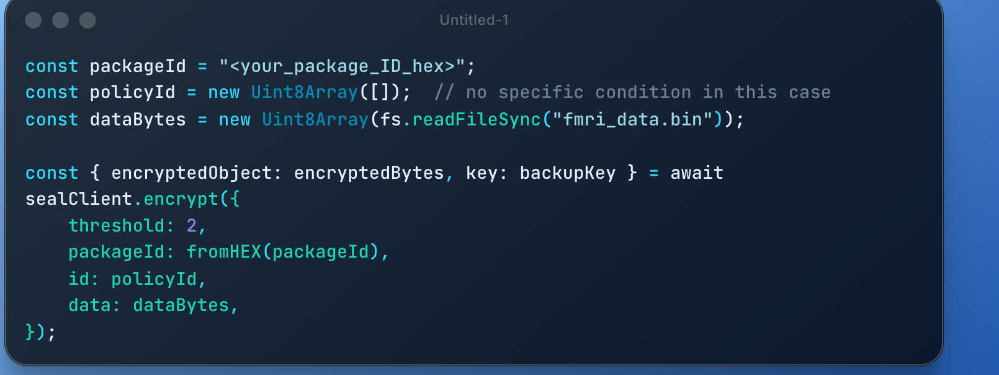 Untitled-1
const packageId = "<your_package_ID_hex>";
const policyId = new Uint8Array([]);  // no specific condition in this case
const dataBytes = new Uint8Array(fs.readFileSync("fmri_data.bin"));
const { encryptedObject: encryptedBytes, key: backupKey } = await
sealClient.encrypt({
    threshold: 2,
    packageId: fromHEX(packageId),
    id: policyId,
    data: dataBytes,
});